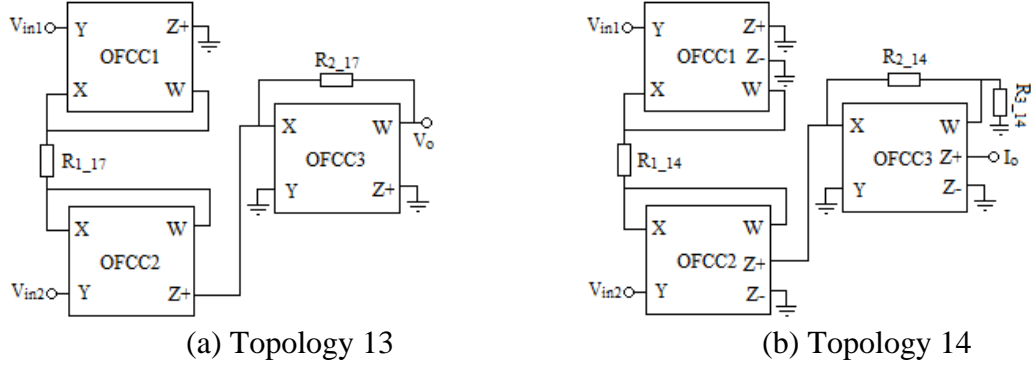 Vin1 Y Z+
OFCC1
X W
R1_17
X W
OFCC2
Vin2 Y Z+
R2_17
X W
Vo
OFCC3
Y Z+
(a) Topology 13
Vin1 Y Z+
OFCC1 Z-
X W
R1_14
X W
OFCC2 Z+
Vin2 Y Z-
R2_14
R3_14
X W
OFCC3 Z+ Io
Y Z-
(b) Topology 14